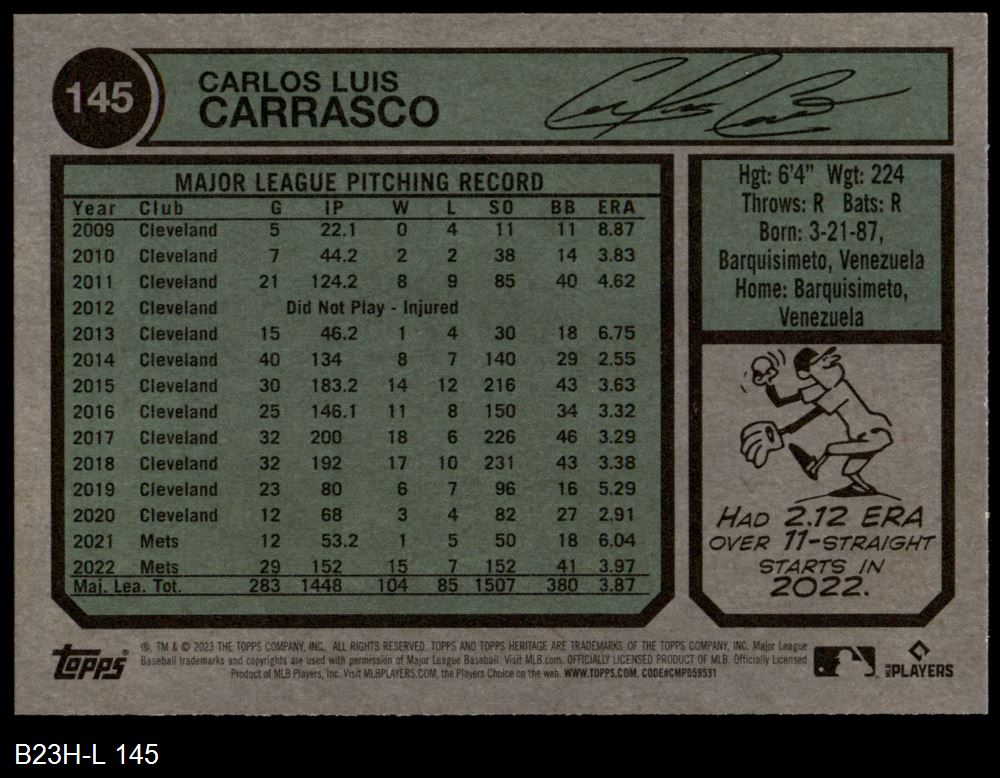 145
CARLOS LUIS
CARRASCO
MAJOR LEAGUE PITCHING RECORD
Year Club G IP W L SO BB ERA
2009 Cleveland 5 22.1 0 4 11 11 8.87
2010 Cleveland 7 44.2 2 2 38 14 3.83
2011 Cleveland 21 124.2 8 9 85 40 4.62
2012 Cleveland Did Not Play - Injured
2013 Cleveland 15 46.2 1 4 30 18 6.75
2014 Cleveland 40 134 8 7 140 29 2.55
2015 Cleveland 30 183.2 14 12 216 43 3.63
2016 Cleveland 25 146.1 11 8 150 34 3.32
2017 Cleveland 32 200 18 6 226 46 3.29
2018 Cleveland 32 192 17 10 231 43 3.38
2019 Cleveland 23 80 6 7 96 16 5.29
2020 Cleveland 12 68 3 4 82 27 2.91
2021 Mets 12 53.2 1 5 50 18 6.04
2022 Mets 29 152 15 7 152 41 3.97
Maj. Lea. Tot. 283 1448 104 85 1507 380 3.87
Hgt: 6'4" Wgt: 224
Throws: R Bats: R
Born: 3-21-87,
Barquisimeto, Venezuela
Home: Barquisimeto,
Venezuela
HAD 2.12 ERA
OVER 11-STRAIGHT
STARTS IN
2022.
topps®
®, TM & © 2023 THE TOPPS COMPANY, INC. ALL RIGHTS RESERVED. TOPPS AND TOPPS HERITAGE ARE TRADEMARKS OF THE TOPPS COMPANY, INC. Major League
Baseball trademarks and copyrights are used with permission of Major League Baseball. Visit MLB.com. OFFICIALLY LICENSED PRODUCT OF MLB. Officially Licensed
Product of MLB Players, Inc. Visit MLBPLAYERS.COM, the Players Choice on the web. WWW.TOPPS.COM. CODE#CMP059531
MLB PLAYERS
B23H-L 145